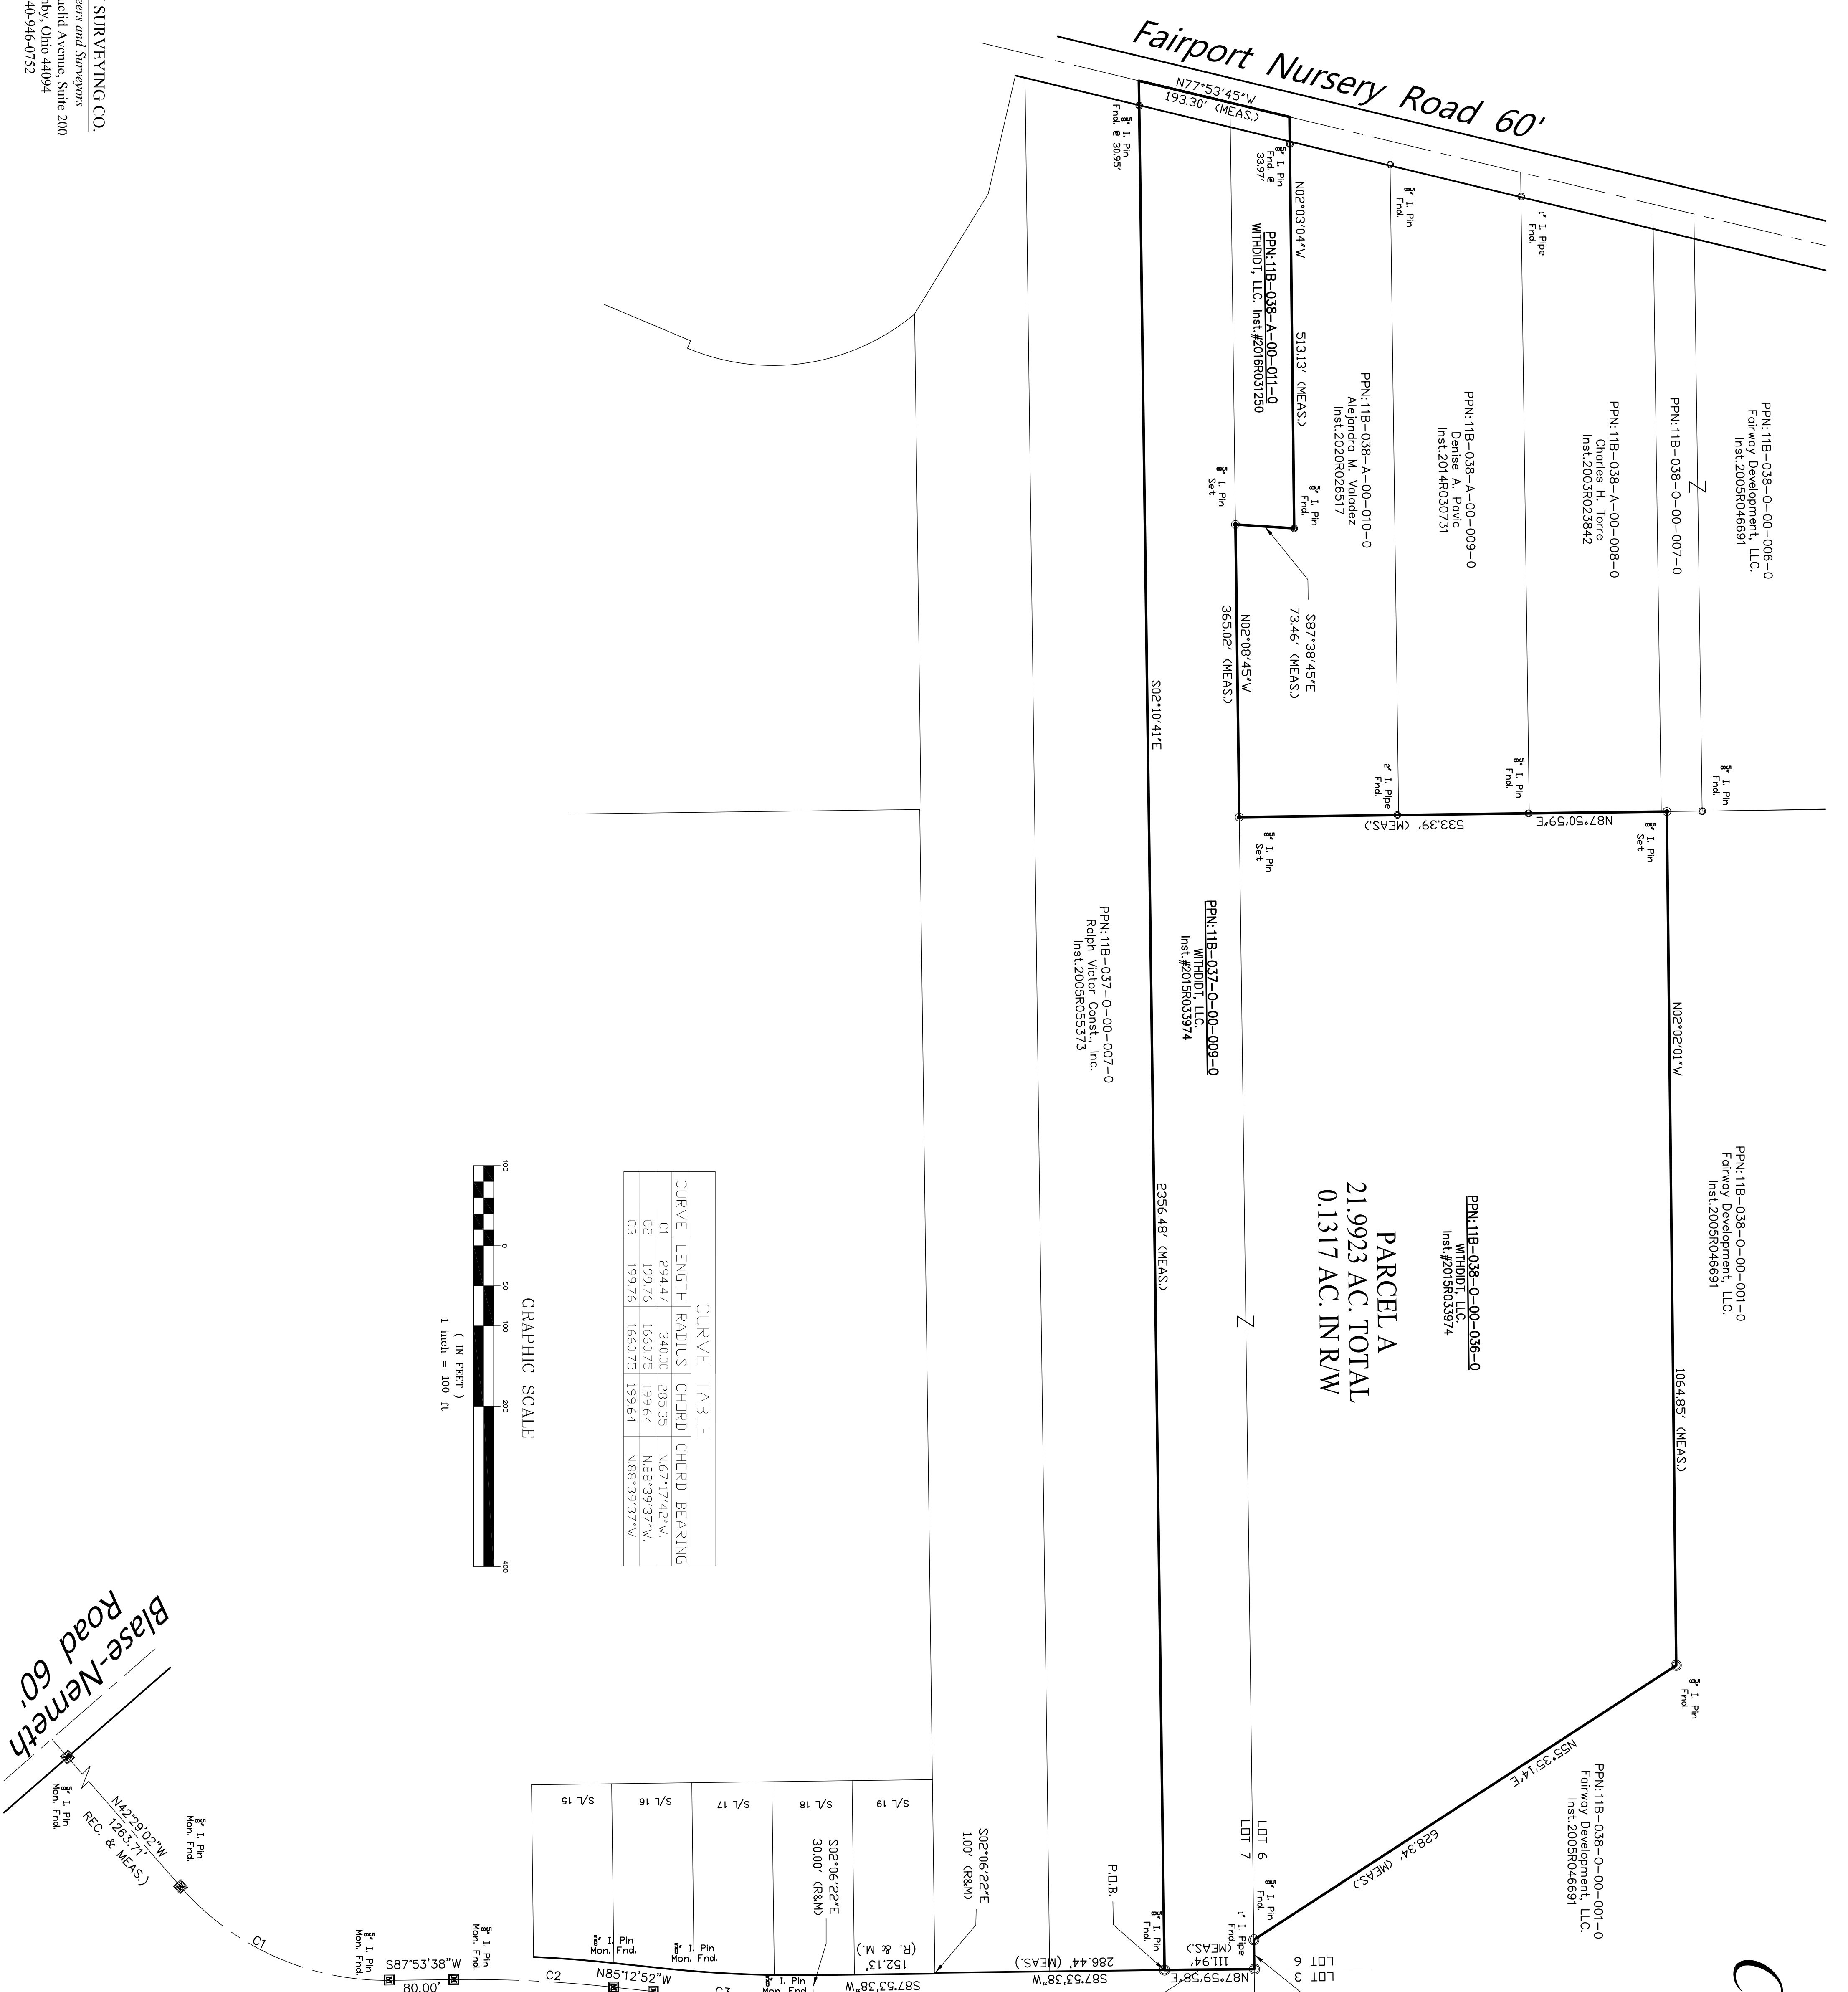 SURVEYING CO.
eers and Surveyors
uclid Avenue, Suite 200
by, Ohio 44094
40-946-0752
Fairport Nursery Road 60'
N77°53'45"W
193.30' (MEAS.)
5/8" I. Pin
Fnd. @ 30.95'
5/8" I. Pin
Fnd. @
33.97'
N02°03'04"W
513.13' (MEAS.)
PPN:11B-038-A-00-011-0
WITHDIDT, LLC. Inst.#2016R031250
5/8" I. Pin
Fnd.
1" I. Pipe
Fnd.
PPN:11B-038-A-00-010-0
Alejandra M. Valadez
Inst.2020R026517
PPN:11B-038-A-00-009-0
Denise A. Pavic
Inst.2014R030731
PPN:11B-038-A-00-008-0
Charles H. Torre
Inst.2003R023842
PPN:11B-038-0-00-007-0
PPN:11B-038-0-00-006-0
Fairway Development, LLC.
Inst.2005R046691
Z
5/8" I. Pin
Set
5/8" I. Pin
Fnd.
S87°38'45"E
73.46' (MEAS.)
N02°08'45"W
365.02' (MEAS.)
S02°10'41"E
2356.48' (MEAS.)
2" I. Pipe
Fnd.
5/8" I. Pin
Fnd.
5/8" I. Pin
Fnd.
N87°50'59"E
533.39' (MEAS.)
5/8" I. Pin
Set
5/8" I. Pin
Set
PPN:11B-037-0-00-007-0
Ralph Victor Const., Inc.
Inst.2005R055373
PPN:11B-037-0-00-009-0
WITHDIDT, LLC.
Inst.#2015R033974
N02°02'01"W
1064.85' (MEAS.)
PPN:11B-038-0-00-001-0
Fairway Development, LLC.
Inst.2005R046691
PPN:11B-038-0-00-036-0
WITHDIDT, LLC.
Inst.#2015R033974
PARCEL A
21.9923 AC. TOTAL
0.1317 AC. IN R/W
Z
CURVE TABLE
CURVE LENGTH RADIUS CHORD CHORD BEARING
C1 294.47 340.00 285.35 N.67°17'42"W.
C2 199.76 1660.75 199.64 N.88°39'37"W.
C3 199.76 1660.75 199.64 N.88°39'37"W.
GRAPHIC SCALE
100 0 50 100 200 400
( IN FEET )
1 inch = 100 ft.
5/8" I. Pin
Fnd.
N55°35'14"E
628.34' (MEAS.)
PPN:11B-038-0-00-001-0
Fairway Development, LLC.
Inst.2005R046691
Blase-Nemeth
Road 60'
5/8" I. Pin
Mon. Fnd.
N42°29'02"W
1263.71'
REC. & MEAS.)
5/8" I. Pin
Mon. Fnd.
C1
5/8" I. Pin
Mon. Fnd.
S87°53'38"W
80.00'
5/8" I. Pin
Mon. Fnd.
C2
N85°12'52"W
C3
S/L 15
S/L 16
S/L 17
S/L 18
S/L 19
I. Pin
Mon. Fnd.
I. Pin
Mon. Fnd.
I. Pin
Mon. Fnd.
S02°06'22"E
30.00' (R&M)
S87°53'38"W
152.13'
(R. & M.)
S02°06'22"E
1.00' (R&M)
S87°53'38"W
286.44' (MEAS.)
P.O.B.
5/8" I. Pin
Fnd.
N87°59'58"E
111.94'
(MEAS)
1" I. Pipe
Fnd.
5/8" I. Pin
Fnd.
LOT 6
LOT 7
LOT 6
LOT 3
C